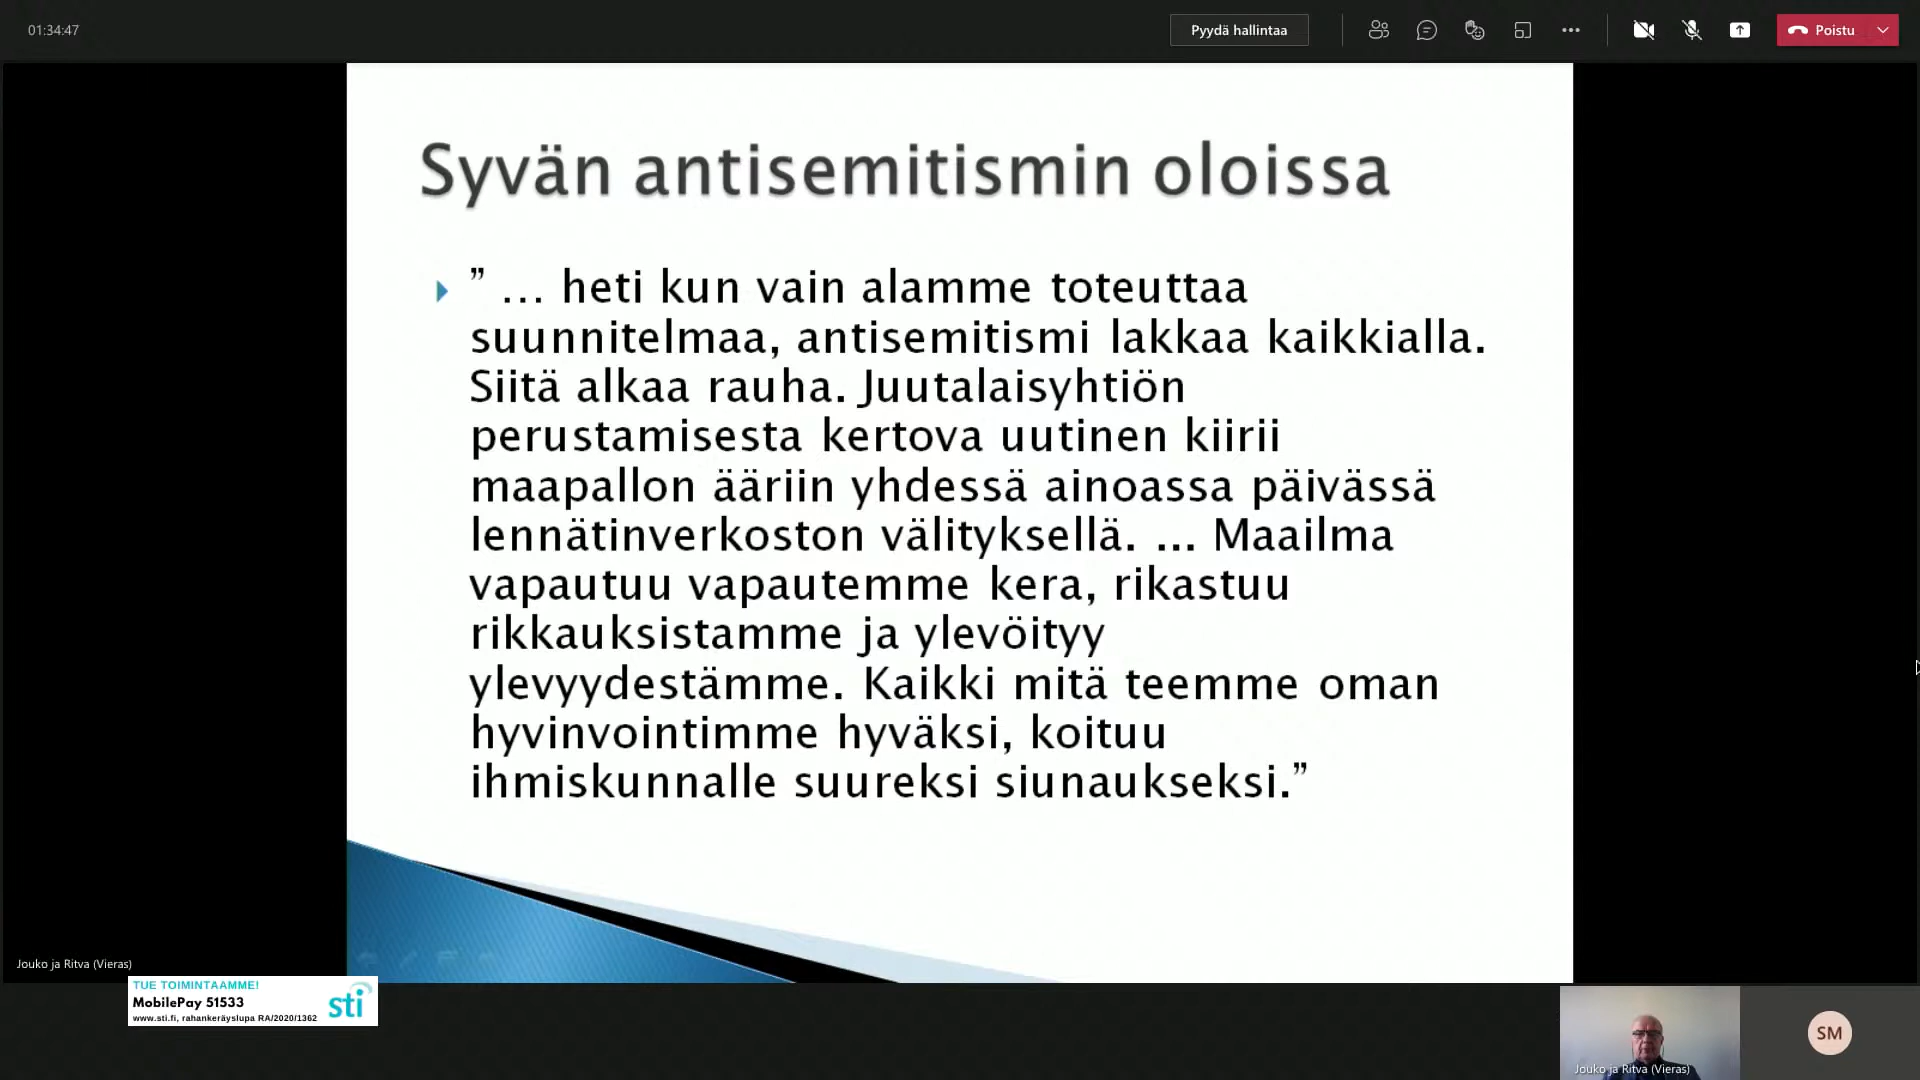 01:34:47
Pyydä hallintaa
Poistu
Syvän antisemitismin oloissa
” … heti kun vain alamme toteuttaa
suunnitelmaa, antisemitismi lakkaa kaikkialla.
Siitä alkaa rauha. Juutalaisyhtiön
perustamisesta kertova uutinen kiirii
maapallon ääriin yhdessä ainoassa päivässä
lennätinverkoston välityksellä. … Maailma
vapautuu vapautemme kera, rikastuu
rikkauksistamme ja ylevöityy
ylevyydestämme. Kaikki mitä teemme oman
hyvinvointimme hyväksi, koituu
ihmiskunnalle suureksi siunaukseksi.”
Jouko ja Ritva (Vieras)
TUE TOIMINTAAMME!
MobilePay 51533
www.sti.fi, rahankeräyslupa RA/2020/1362
sti
Jouko ja Ritva (Vieras)
SM